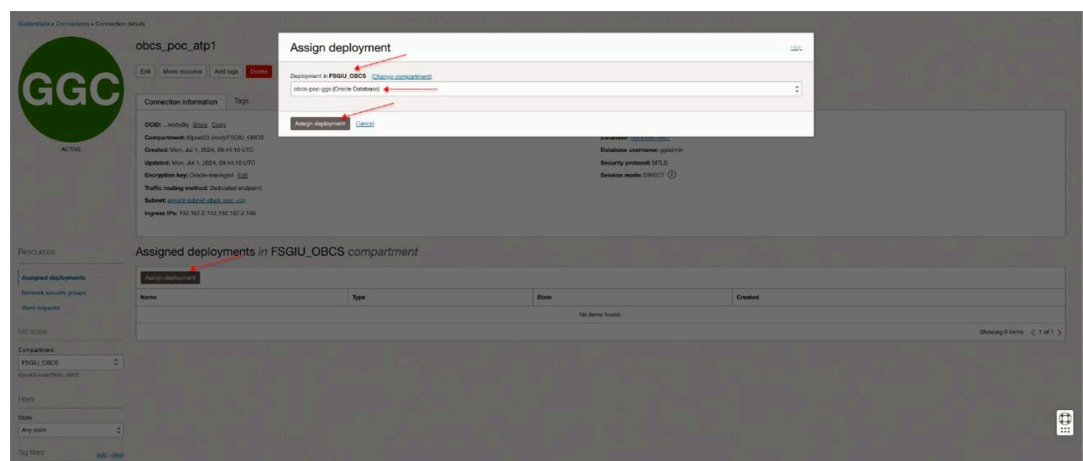 GoldenGate » Connections » Connection details
GGC
ACTIVE
obcs_poc_atp1
Edit Move resource Add tags Delete
Connection information Tags
OCID: Show Copy
Compartment: FSGIU_OBCS
Created: Mon, Jul 1, 2024, 09:44:10 UTC
Updated: Mon, Jul 1, 2024, 09:44:10 UTC
Encryption key: Oracle-managed Edit
Traffic routing method: Dedicated endpoint
Subnet: private-subnet-obcs_poc_vcn
Ingress IPs: 192.167.2.153,192.167.2.148
Assign deployment
Help
Deployment in FSGIU_OBCS (Change compartment)
obcs-poc-ggs (Oracle Database)
Assign deployment Cancel
Database:
Database username: ggadmin
Security protocol: MTLS
Session mode: DIRECT
Resources
Assigned deployments
Network security groups
Work requests
List scope
Compartment
FSGIU_OBCS
Filters
State
Any state
Tag filters add clear
Assigned deployments in FSGIU_OBCS compartment
Assign deployment
Name Type State Created
No items found.
Showing 0 items < 1 of 1 >